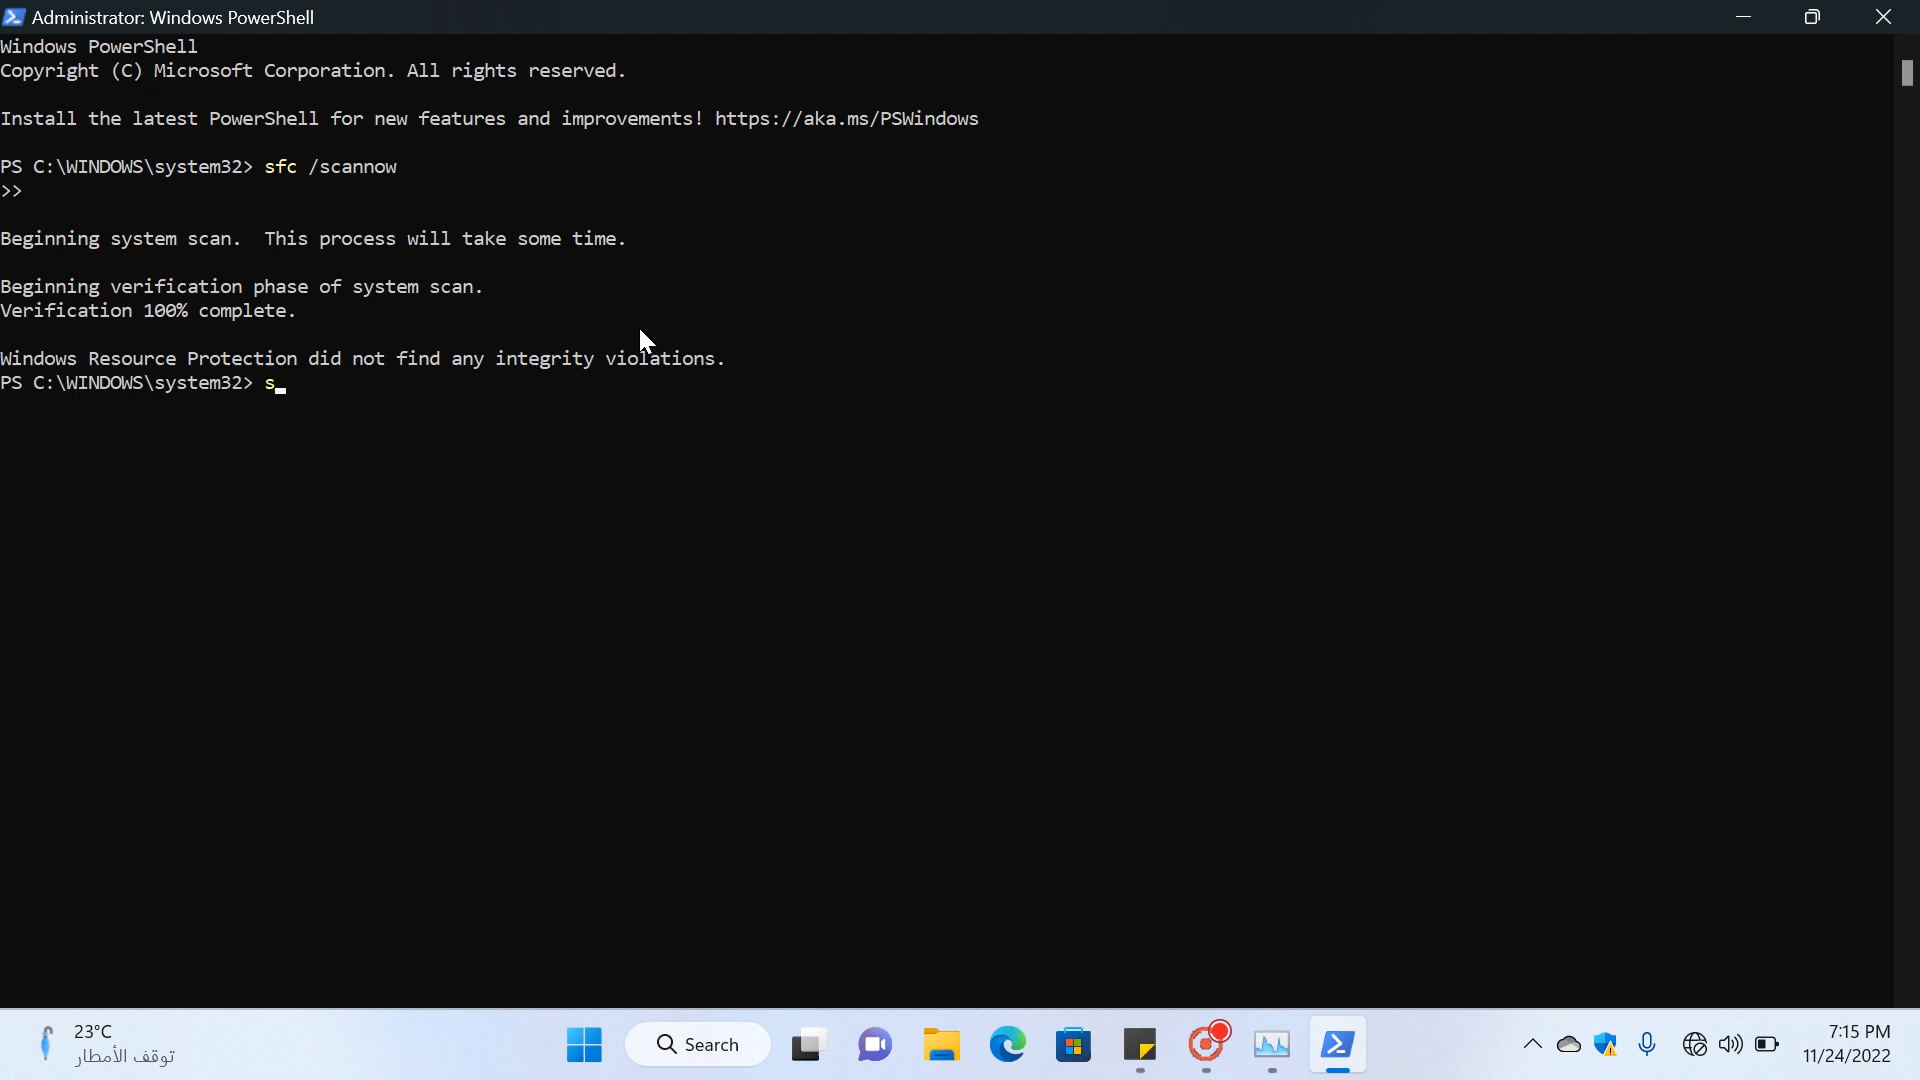 Administrator: Windows PowerShell
Windows PowerShell
Copyright (C) Microsoft Corporation. All rights reserved.
Install the latest PowerShell for new features and improvements! https://aka.ms/PSWindows
PS C:\WINDOWS\system32> sfc /scannow
>>
Beginning system scan.  This process will take some time.
Beginning verification phase of system scan.
Verification 100% complete.
Windows Resource Protection did not find any integrity violations.
PS C:\WINDOWS\system32> s_
23°C
توقف الأمطار
Search
7:15 PM
11/24/2022